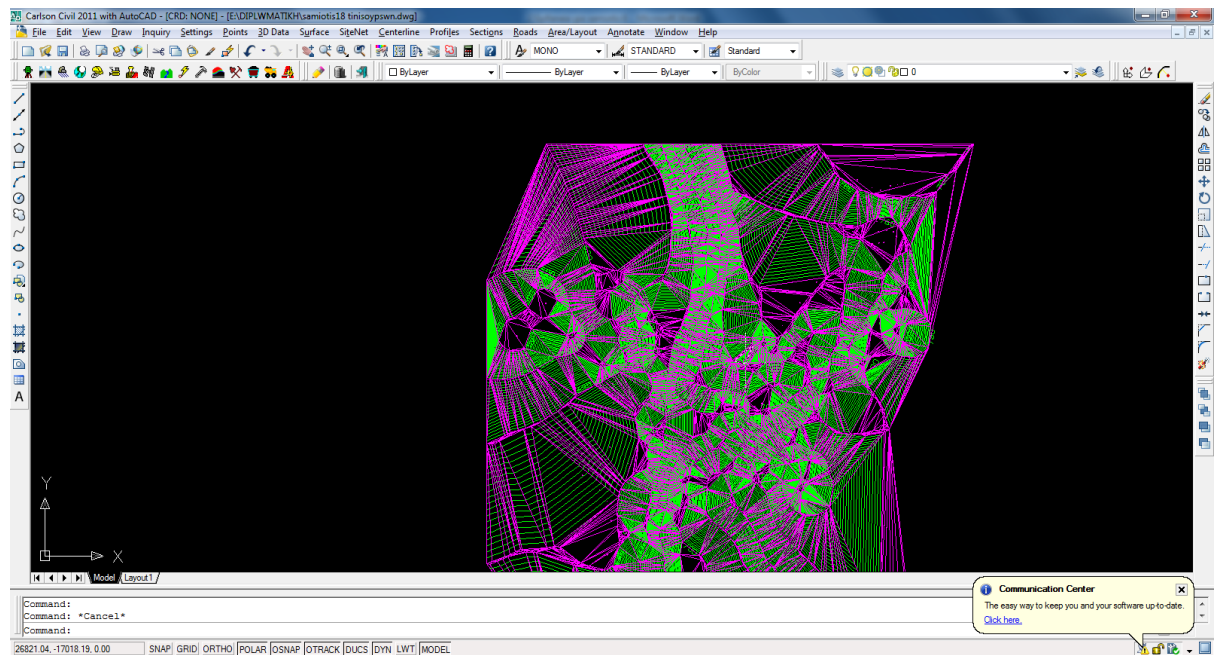 Carlson Civil 2011 with AutoCAD - [CRD: NONE] - [E:\DIPLWMATIKH\samiotis18 tinisoypswn.dwg]
File Edit View Draw Inquiry Settings Points 3D Data Surface SiteNet Centerline Profiles Sections Roads Area/Layout Annotate Window Help
MONO STANDARD Standard
ByLayer ByLayer ByLayer ByColor 0
A
Y
X
Model Layout1
Command:
Command: *Cancel*
Command:
Communication Center
The easy way to keep you and your software up-to-date.
Click here.
26821.04, -17018.19, 0.00 SNAP GRID ORTHO POLAR OSNAP OTRACK DUCS DYN LWT MODEL